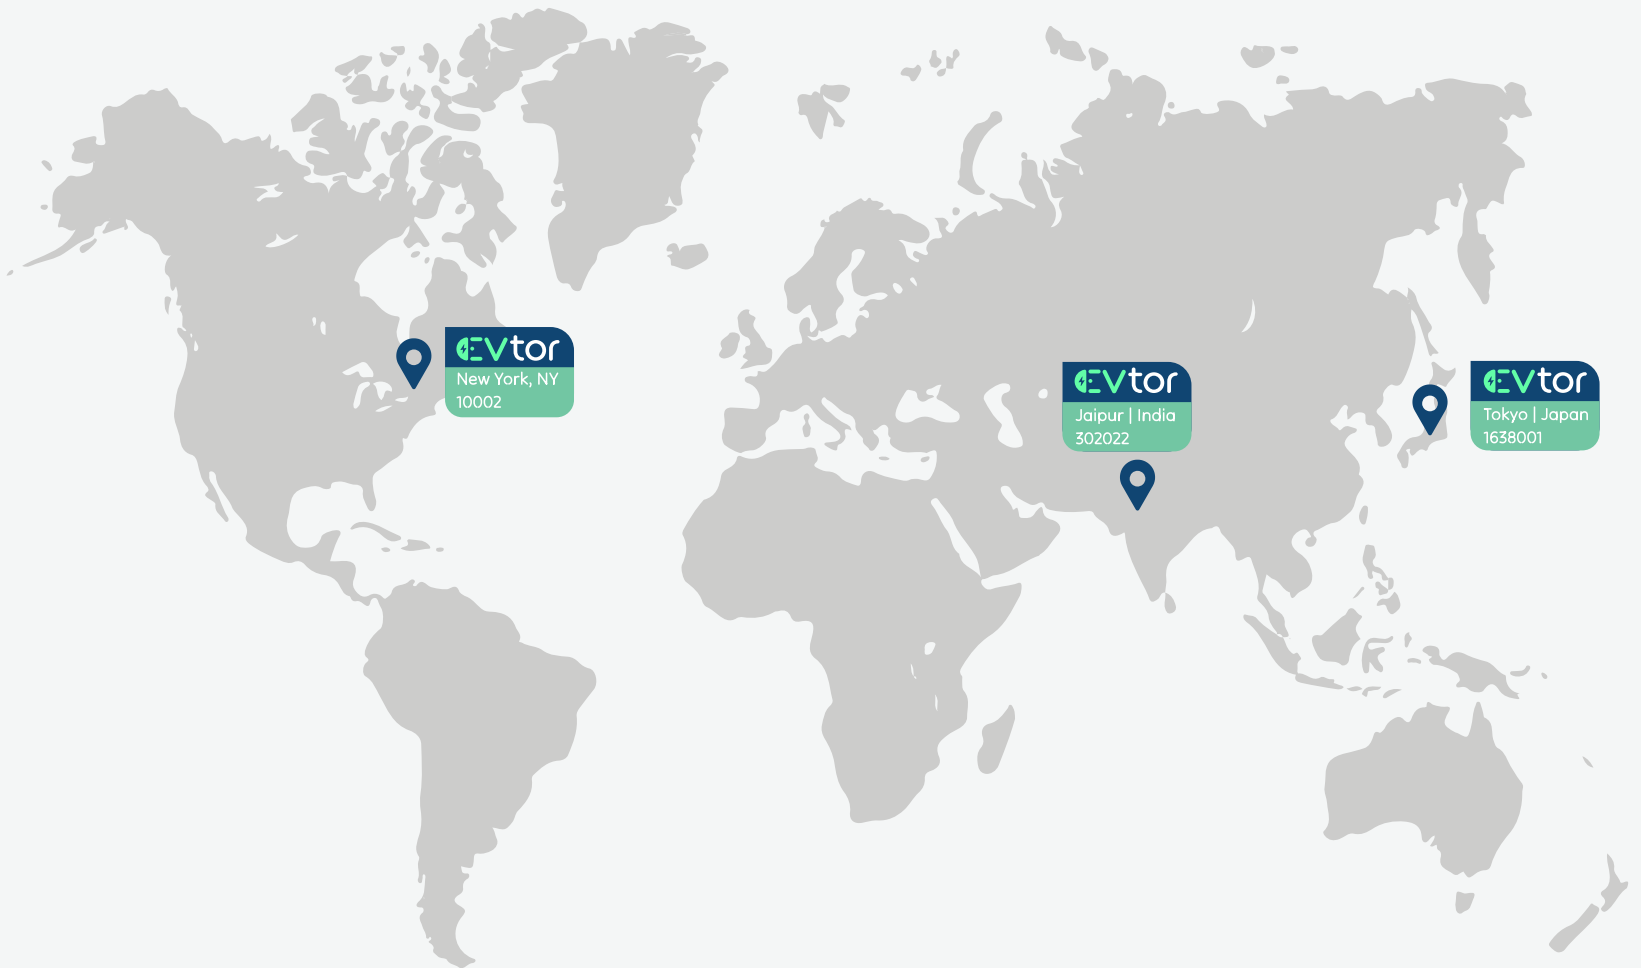 EVtor
New York, NY
10002
EVtor
Jaipur | India
302022
EVtor
Tokyo | Japan
1638001